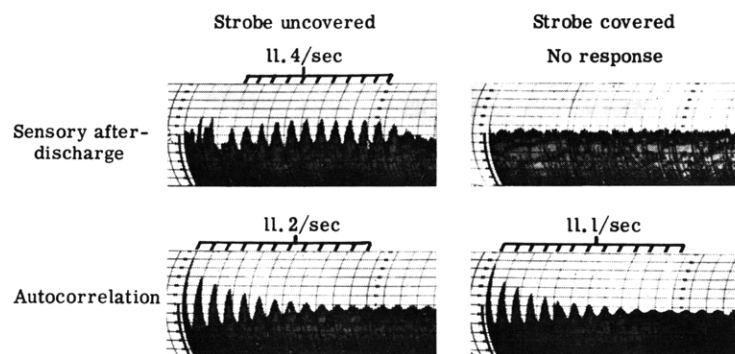 Strobe uncovered
Strobe covered
11.4/sec
No response
Sensory after-
discharge
11.2/sec
11.1/sec
Autocorrelation